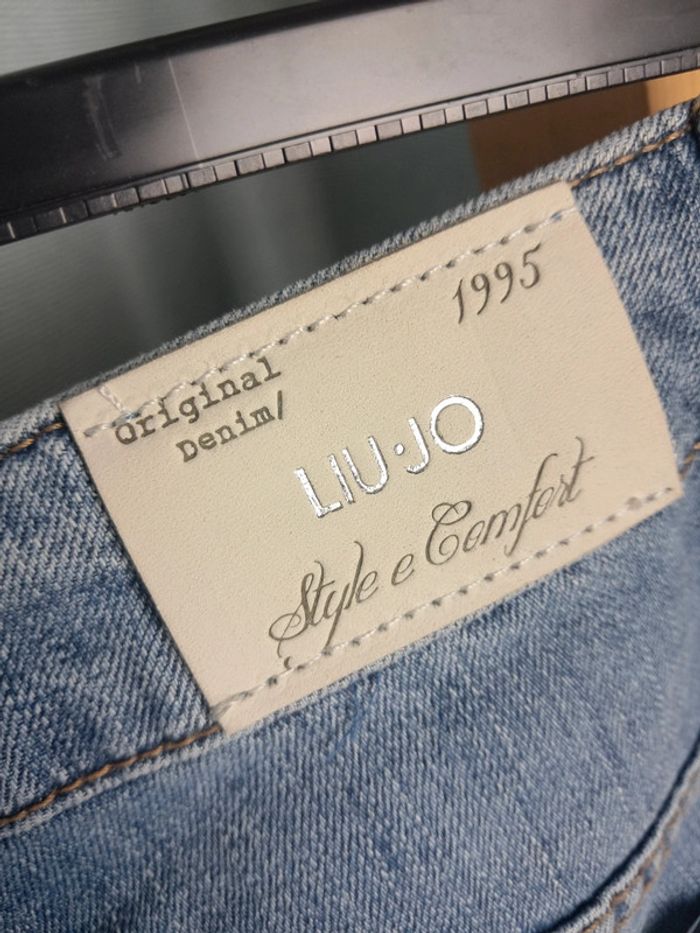 1995
Original
Denim/
LIU·JO
Style e Comfort